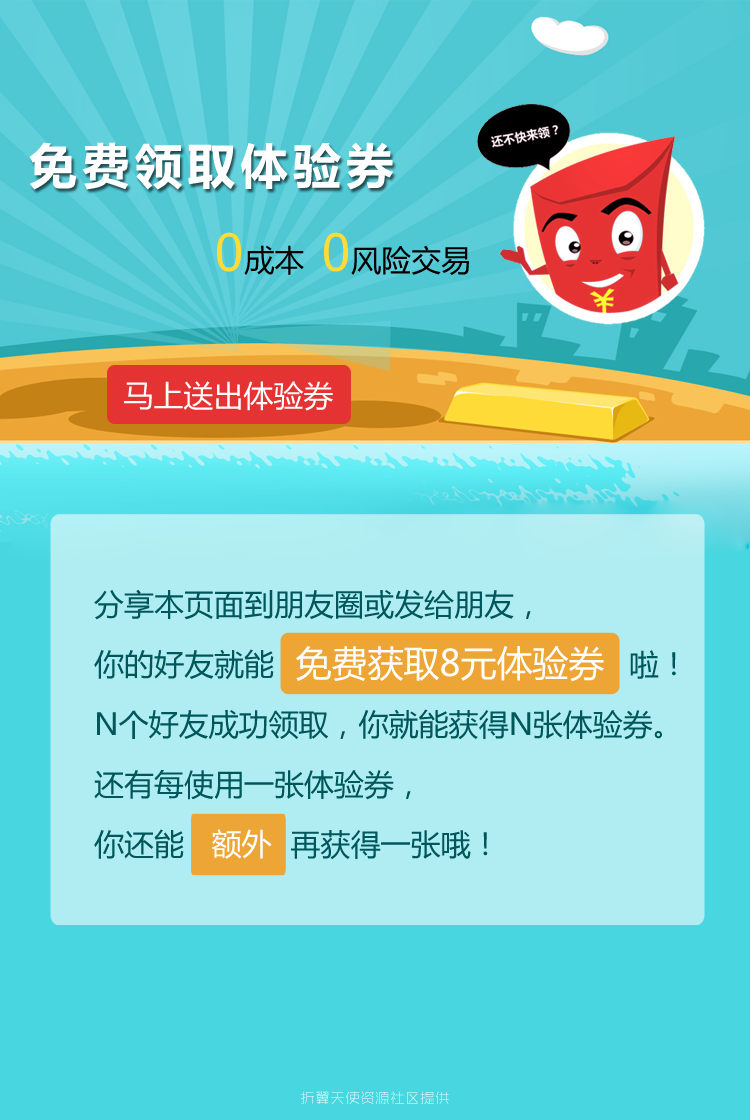 还不快来领？
免费领取体验券
0成本 0风险交易
¥
马上送出体验券
分享本页面到朋友圈或发给朋友，
你的好友就能 免费获取8元体验券 啦！
N个好友成功领取，你就能获得N张体验券。
还有每使用一张体验券，
你还能 额外 再获得一张哦！
折翼天使资源社区提供